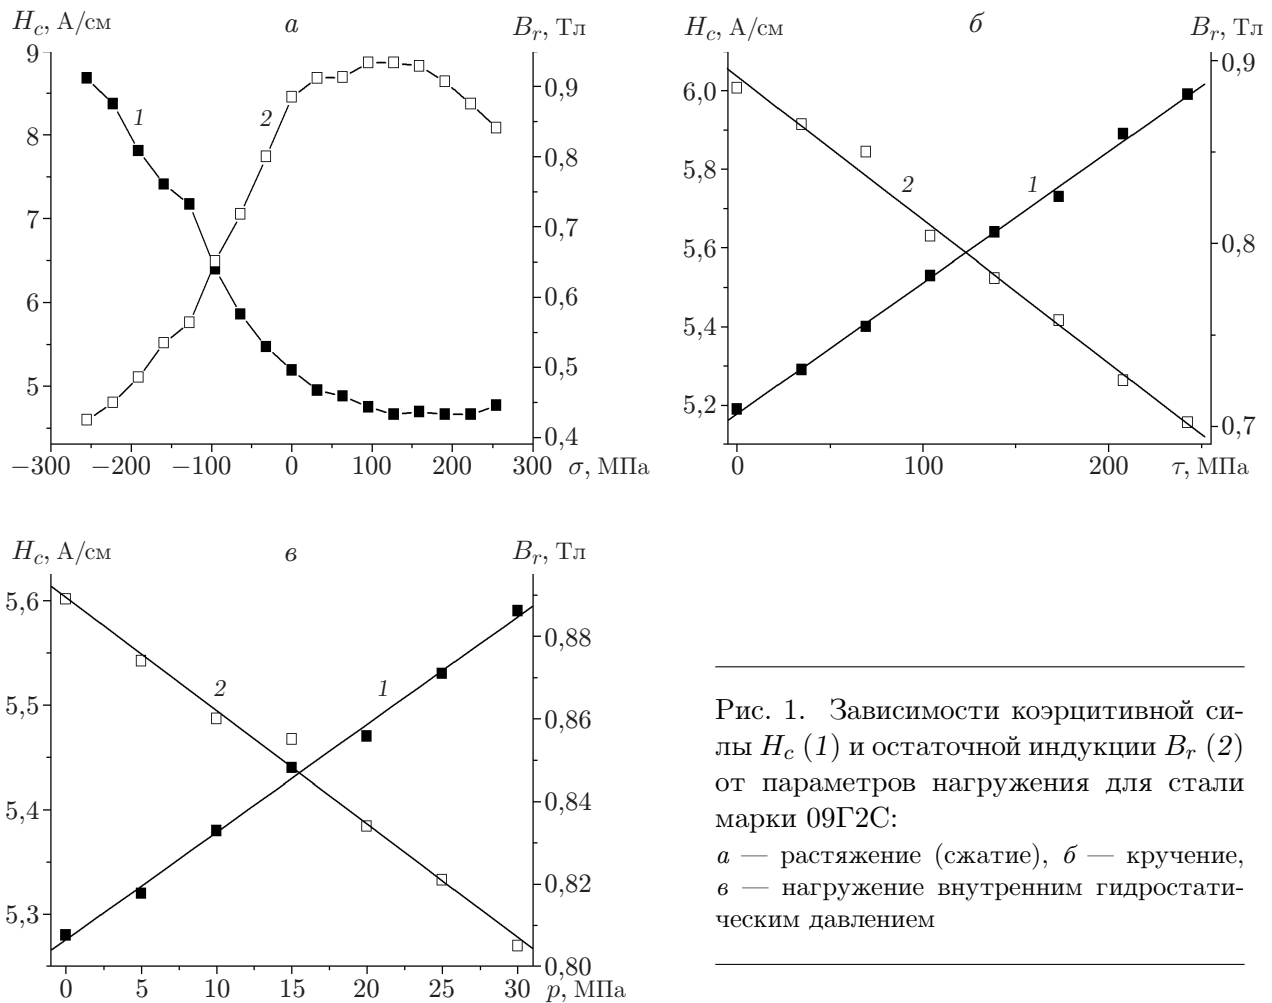 H_c, А/см а B_r, Тл
9
8
7
6
5
0,9
0,8
0,7
0,6
0,5
0,4
1
2
−300 −200 −100 0 100 200 300 σ, МПа
H_c, А/см б B_r, Тл
6,0
5,8
5,6
5,4
5,2
0,9
0,8
0,7
2
1
0 100 200 τ, МПа
H_c, А/см в B_r, Тл
5,6
5,5
5,4
5,3
0,88
0,86
0,84
0,82
0,80
2
1
0 5 10 15 20 25 30 p, МПа
Рис. 1. Зависимости коэрцитивной си-
лы H_c (1) и остаточной индукции B_r (2)
от параметров нагружения для стали
марки 09Г2С:
а — растяжение (сжатие), б — кручение,
в — нагружение внутренним гидростати-
ческим давлением